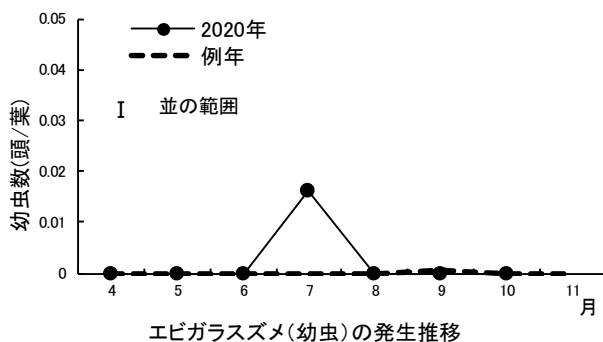 0.05
0.04
0.03
0.02
0.01
0
幼虫数(頭/葉)
2020年
例年
並の範囲
4 5 6 7 8 9 10 11
月
エビガラスズメ(幼虫)の発生推移